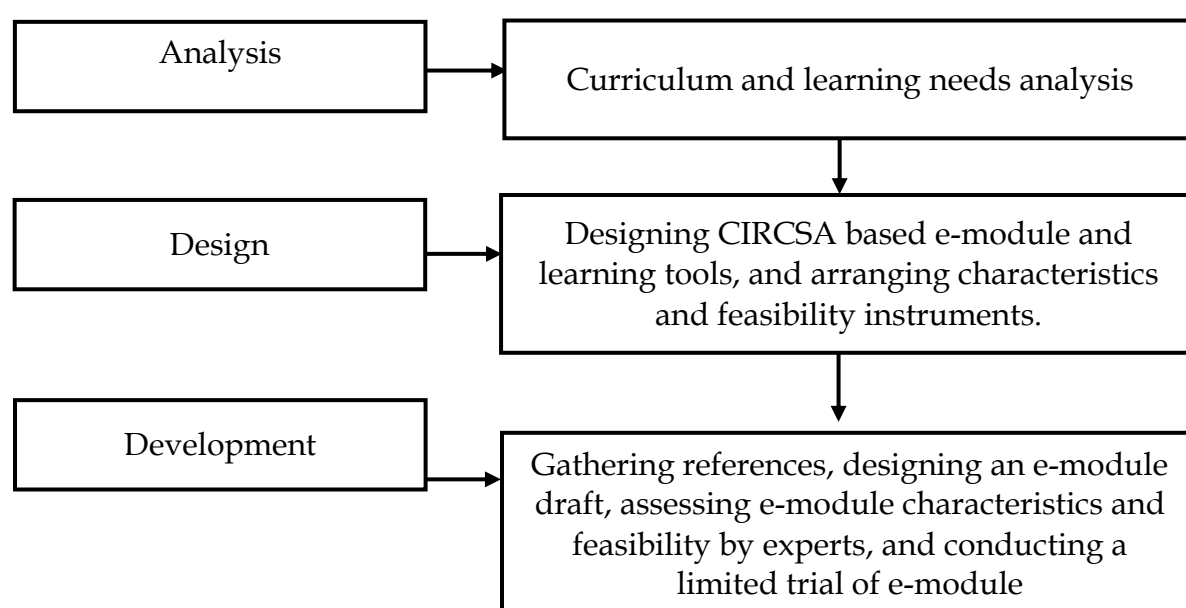 Analysis
Curriculum and learning needs analysis
Design
Designing CIRCSA based e-module and
learning tools, and arranging characteristics
and feasibility instruments.
Development
Gathering references, designing an e-module
draft, assessing e-module characteristics and
feasibility by experts, and conducting a
limited trial of e-module